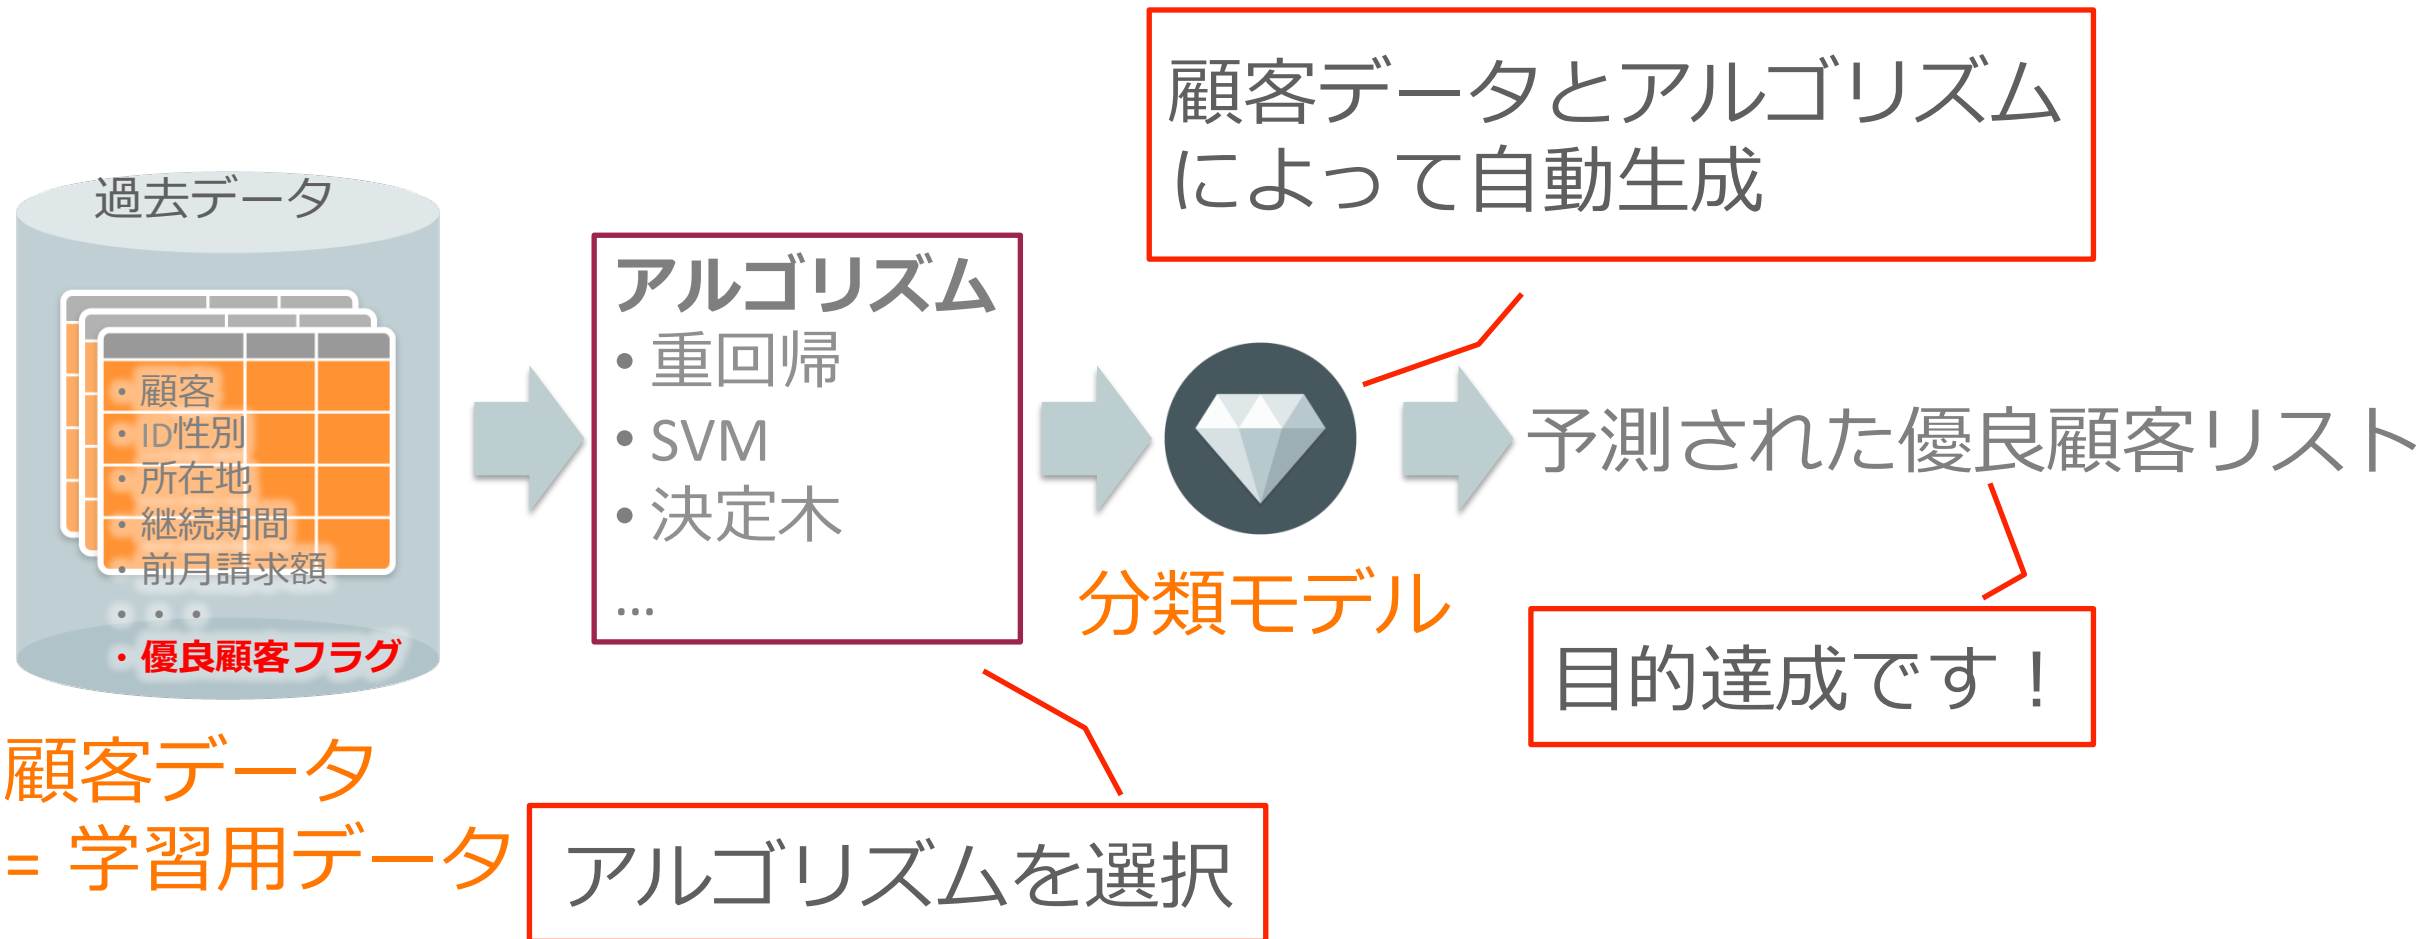 顧客データとアルゴリズム
によって自動生成
過去データ
・顧客
・ID性別
・所在地
・継続期間
・前月請求額
・・・
・優良顧客フラグ
顧客データ
= 学習用データ
アルゴリズム
• 重回帰
• SVM
• 決定木
…
アルゴリズムを選択
分類モデル
予測された優良顧客リスト
目的達成です！